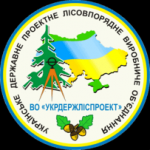 УКРАЇНСЬКЕ ДЕРЖАВНЕ ПРОЕКТНЕ ЛІСОВПОРЯДНЕ ВИРОБНИЧЕ ОБ'ЄДНАННЯ
ВО «УКРДЕРЖЛІСПРОЕКТ»